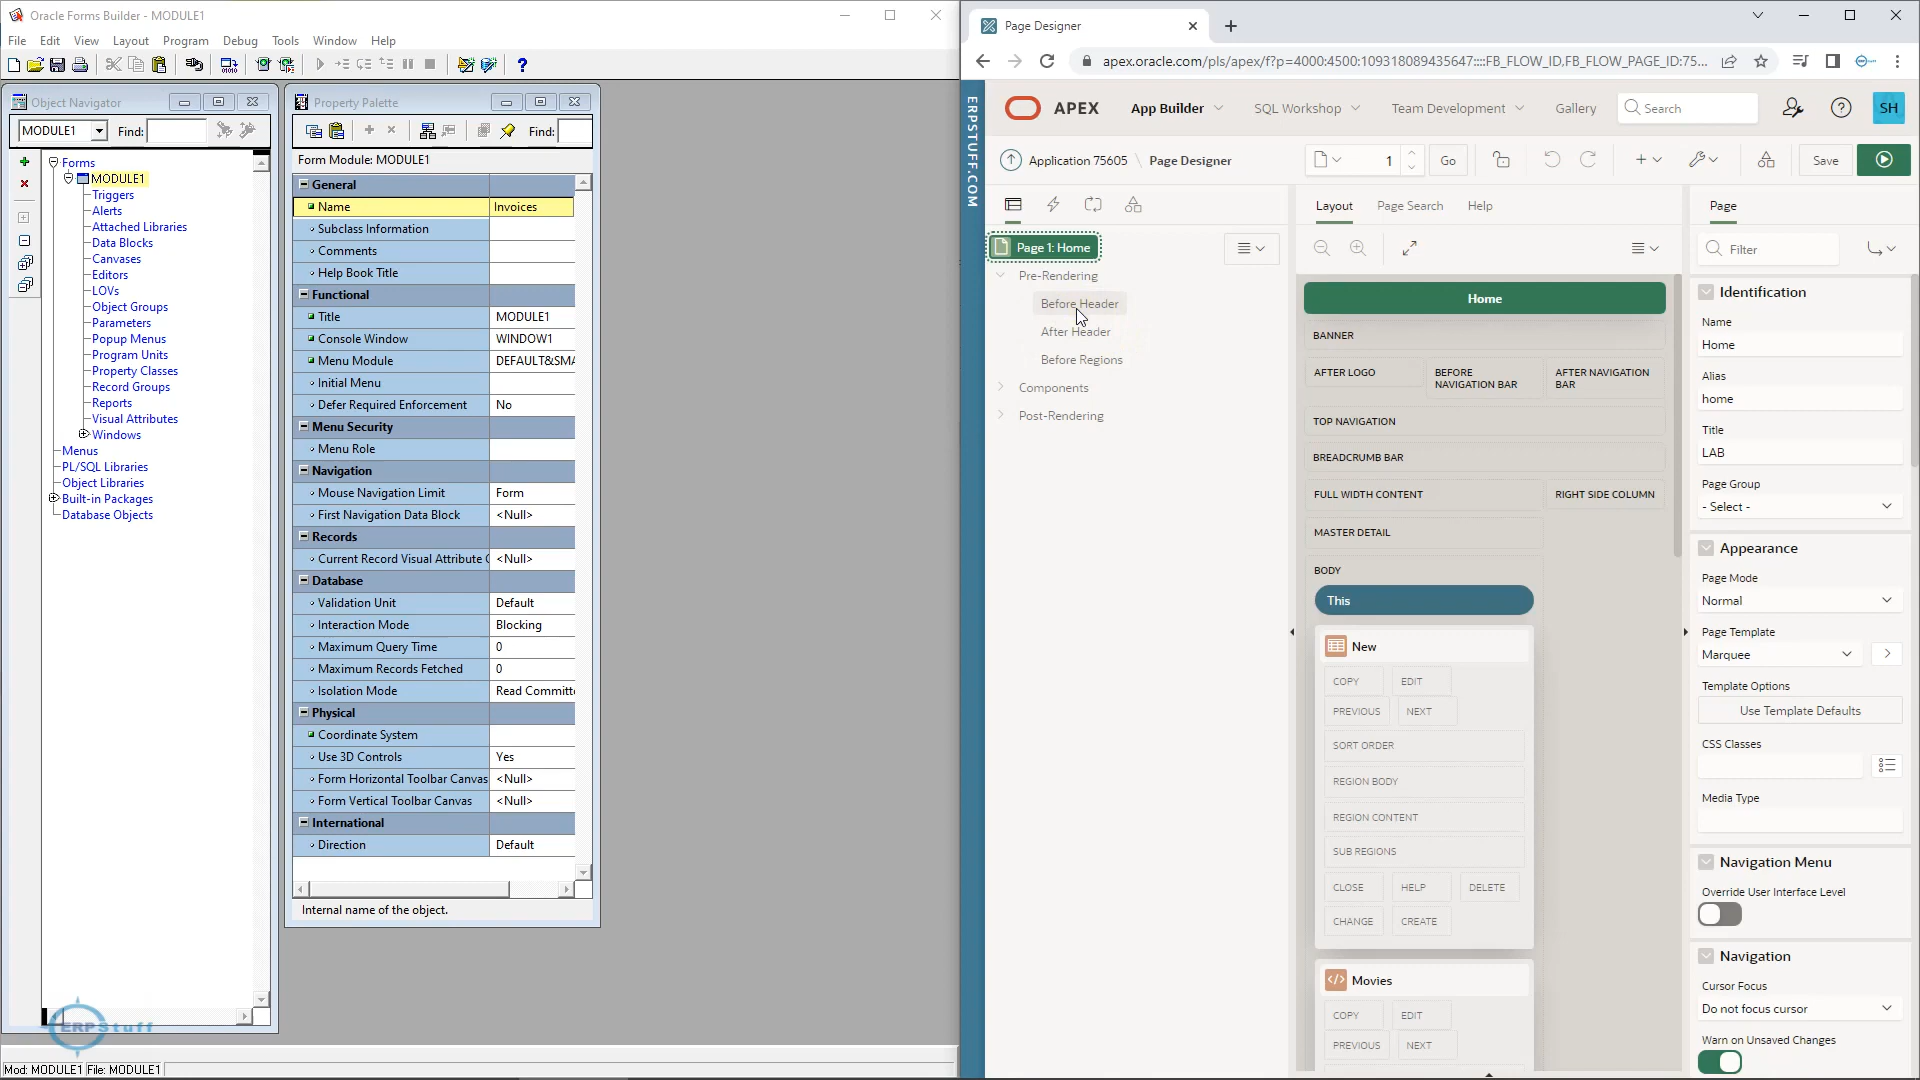 Oracle Forms Builder - MODULE1
File Edit View Layout Program Debug Tools Window Help
Object Navigator
MODULE1 Find:
Forms
MODULE1
Triggers
Alerts
Attached Libraries
Data Blocks
Canvases
Editors
LOVs
Object Groups
Parameters
Popup Menus
Program Units
Property Classes
Record Groups
Reports
Visual Attributes
Windows
Menus
PL/SQL Libraries
Object Libraries
Built-in Packages
Database Objects
ERPStuff
Mod: MODULE1 File: MODULE1
Property Palette
Find:
Form Module: MODULE1
General
Name Invoices
Subclass Information
Comments
Help Book Title
Functional
Title MODULE1
Console Window WINDOW1
Menu Module DEFAULT&SMA
Initial Menu
Defer Required Enforcement No
Menu Security
Menu Role
Navigation
Mouse Navigation Limit Form
First Navigation Data Block <Null>
Records
Current Record Visual Attribute G <Null>
Database
Validation Unit Default
Interaction Mode Blocking
Maximum Query Time 0
Maximum Records Fetched 0
Isolation Mode Read Committe
Physical
Coordinate System
Use 3D Controls Yes
Form Horizontal Toolbar Canvas <Null>
Form Vertical Toolbar Canvas <Null>
International
Direction Default
Internal name of the object.
ERPSTUFF.COM
Page Designer
apex.oracle.com/pls/apex/f?p=4000:4500:109318089435647::::FB_FLOW_ID,FB_FLOW_PAGE_ID:75...
APEX App Builder SQL Workshop Team Development Gallery Search SH
Application 75605 \ Page Designer 1 Go Save
Page 1: Home
Pre-Rendering
Before Header
After Header
Before Regions
Components
Post-Rendering
Layout Page Search Help
Home
BANNER
AFTER LOGO BEFORE NAVIGATION BAR AFTER NAVIGATION BAR
TOP NAVIGATION
BREADCRUMB BAR
FULL WIDTH CONTENT RIGHT SIDE COLUMN
MASTER DETAIL
BODY
This
New
COPY EDIT
PREVIOUS NEXT
SORT ORDER
REGION BODY
REGION CONTENT
SUB REGIONS
CLOSE HELP DELETE
CHANGE CREATE
Movies
COPY EDIT
PREVIOUS NEXT
Page
Filter
Identification
Name
Home
Alias
home
Title
LAB
Page Group
- Select -
Appearance
Page Mode
Normal
Page Template
Marquee
Template Options
Use Template Defaults
CSS Classes
Media Type
Navigation Menu
Override User Interface Level
Navigation
Cursor Focus
Do not focus cursor
Warn on Unsaved Changes